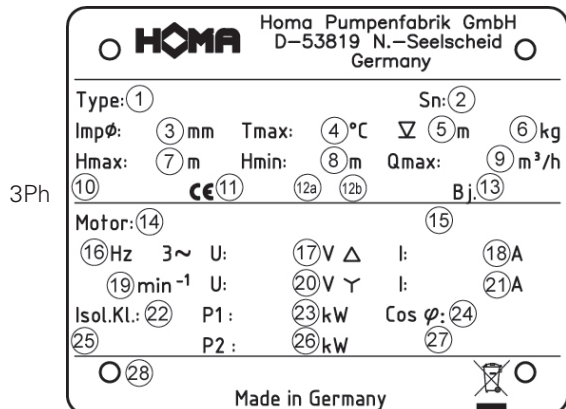 HOMA
Homa Pumpenfabrik GmbH
D–53819 N.–Seelscheid
Germany
Type: 1 Sn: 2
ImpΦ: 3 mm Tmax: 4 °C 5 m 6 kg
Hmax: 7 m Hmin: 8 m Qmax: 9 m³/h
3Ph
10 CE 11 12a 12b Bj. 13
Motor: 14 15
16 Hz 3~ U: 17 V △ I: 18 A
19 min⁻¹ U: 20 V Y I: 21 A
Isol.Kl.: 22 P1: 23 kW Cos φ: 24
25 P2: 26 kW 27
28
Made in Germany